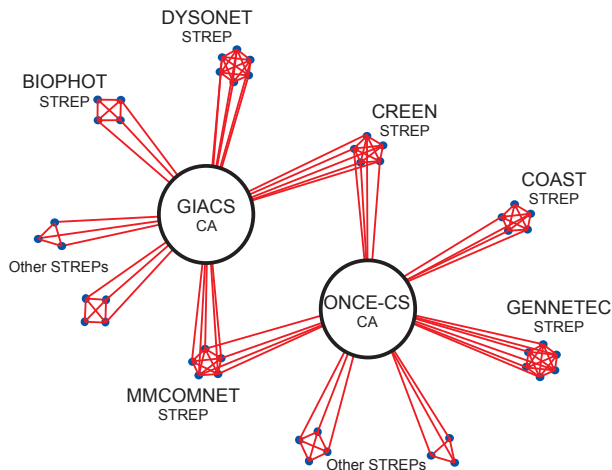 DYSONET
STREP
BIOPHOT
STREP
CREEN
STREP
COAST
STREP
GIACS
CA
Other STREPs
ONCE-CS
CA
GENNETEC
STREP
MMCOMNET
STREP
Other STREPs